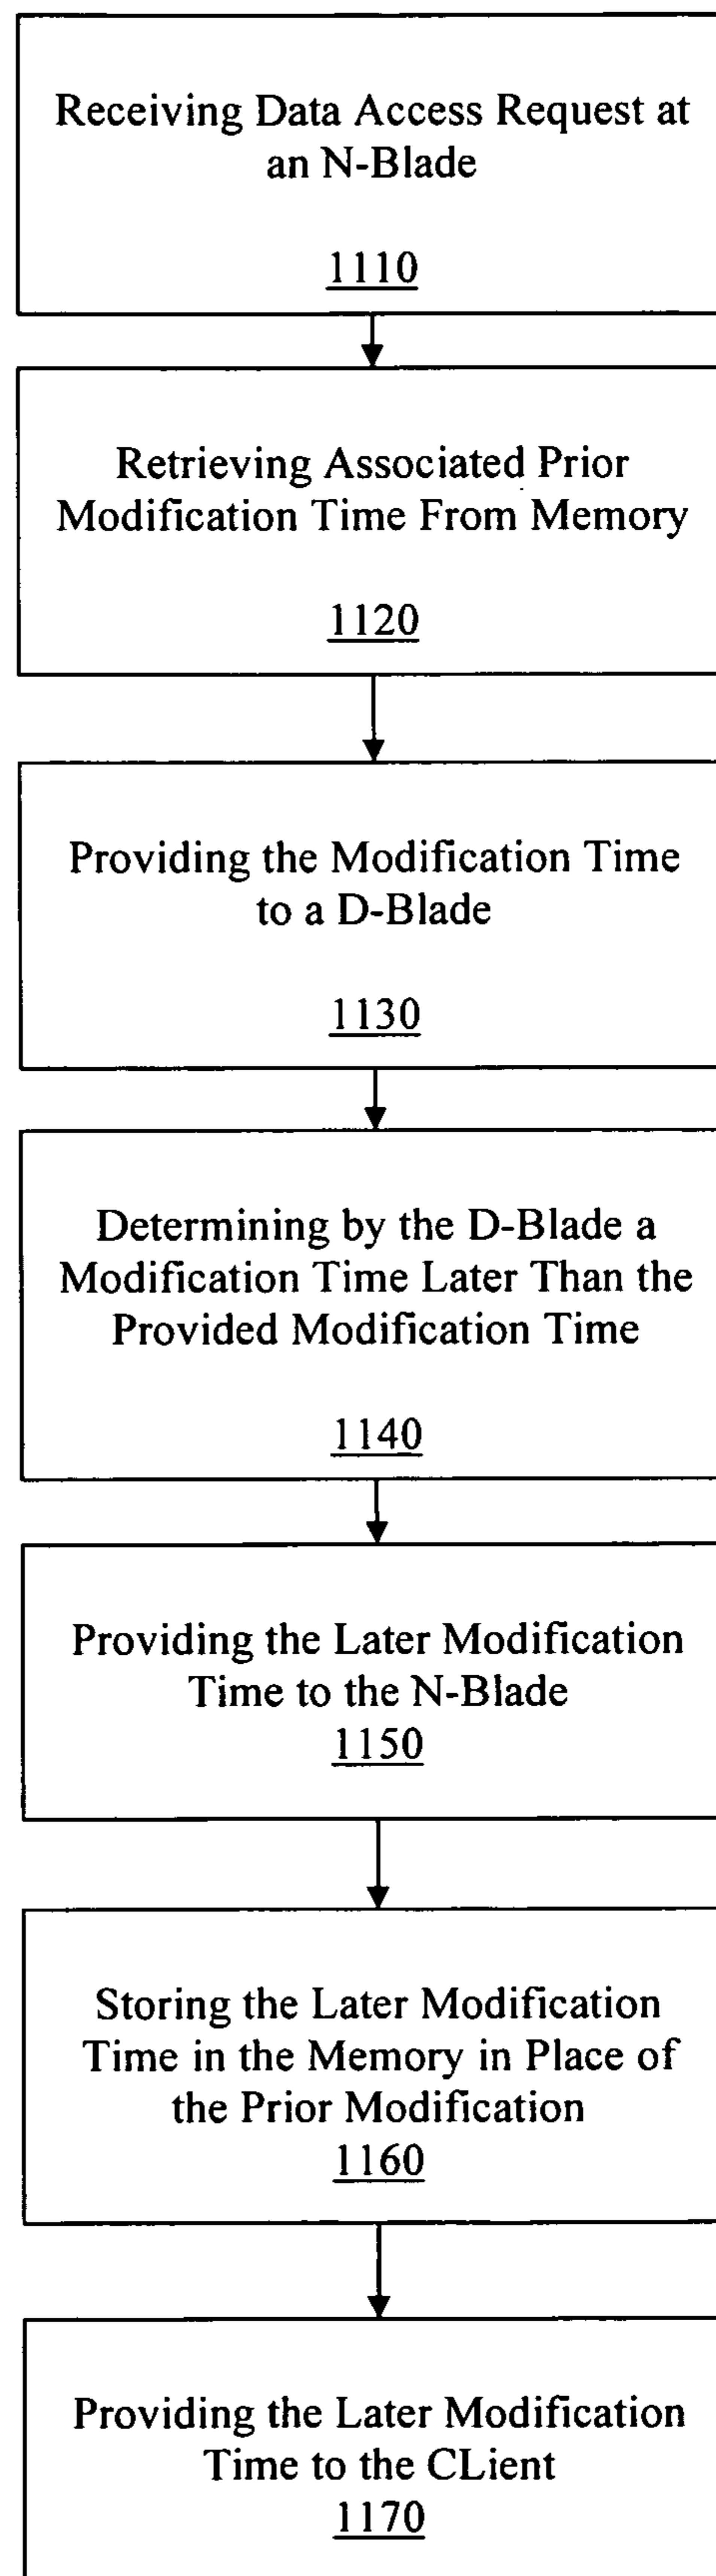 Receiving Data Access Request at
an N-Blade
1110
Retrieving Associated Prior
Modification Time From Memory
1120
Providing the Modification Time
to a D-Blade
1130
Determining by the D-Blade a
Modification Time Later Than the
Provided Modification Time
1140
Providing the Later Modification
Time to the N-Blade
1150
Storing the Later Modification
Time in the Memory in Place of
the Prior Modification
1160
Providing the Later Modification
Time to the CLient
1170